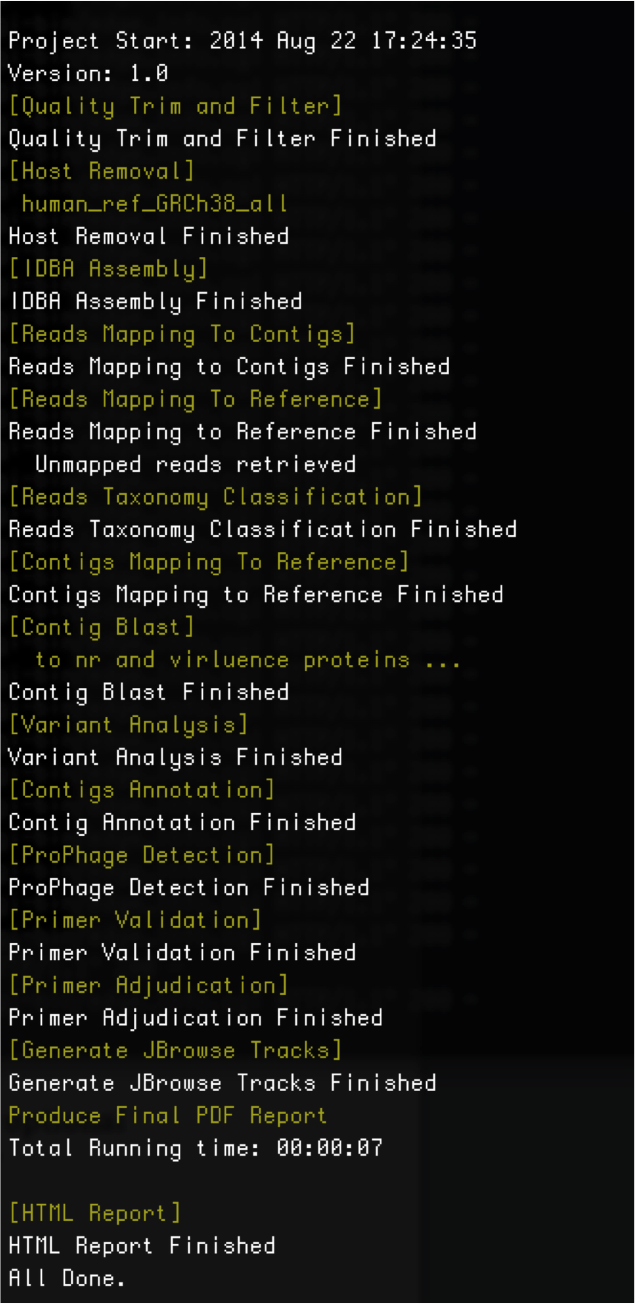 Project Start: 2014 Aug 22 17:24:35
Version: 1.0
[Quality Trim and Filter]
Quality Trim and Filter Finished
[Host Removal]
human_ref_GRCh38_all
Host Removal Finished
[IDBA Assembly]
IDBA Assembly Finished
[Reads Mapping To Contigs]
Reads Mapping to Contigs Finished
[Reads Mapping To Reference]
Reads Mapping to Reference Finished
Unmapped reads retrieved
[Reads Taxonomy Classification]
Reads Taxonomy Classification Finished
[Contigs Mapping To Reference]
Contigs Mapping to Reference Finished
[Contig Blast]
to nr and virluence proteins ...
Contig Blast Finished
[Variant Analysis]
Variant Analysis Finished
[Contigs Annotation]
Contig Annotation Finished
[ProPhage Detection]
ProPhage Detection Finished
[Primer Validation]
Primer Validation Finished
[Primer Adjudication]
Primer Adjudication Finished
[Generate JBrowse Tracks]
Generate JBrowse Tracks Finished
Produce Final PDF Report
Total Running time: 00:00:07
[HTML Report]
HTML Report Finished
All Done.